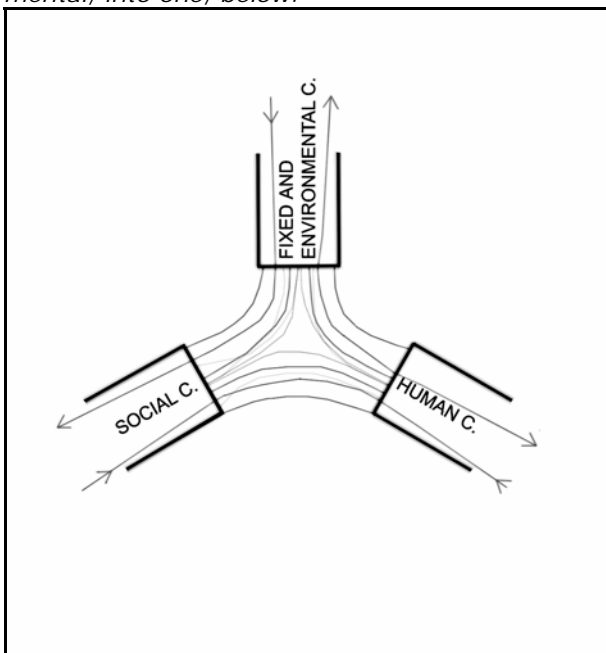 mental, into one, below.
FIXED AND
ENVIRONMENTAL C.
SOCIAL C.
HUMAN C.